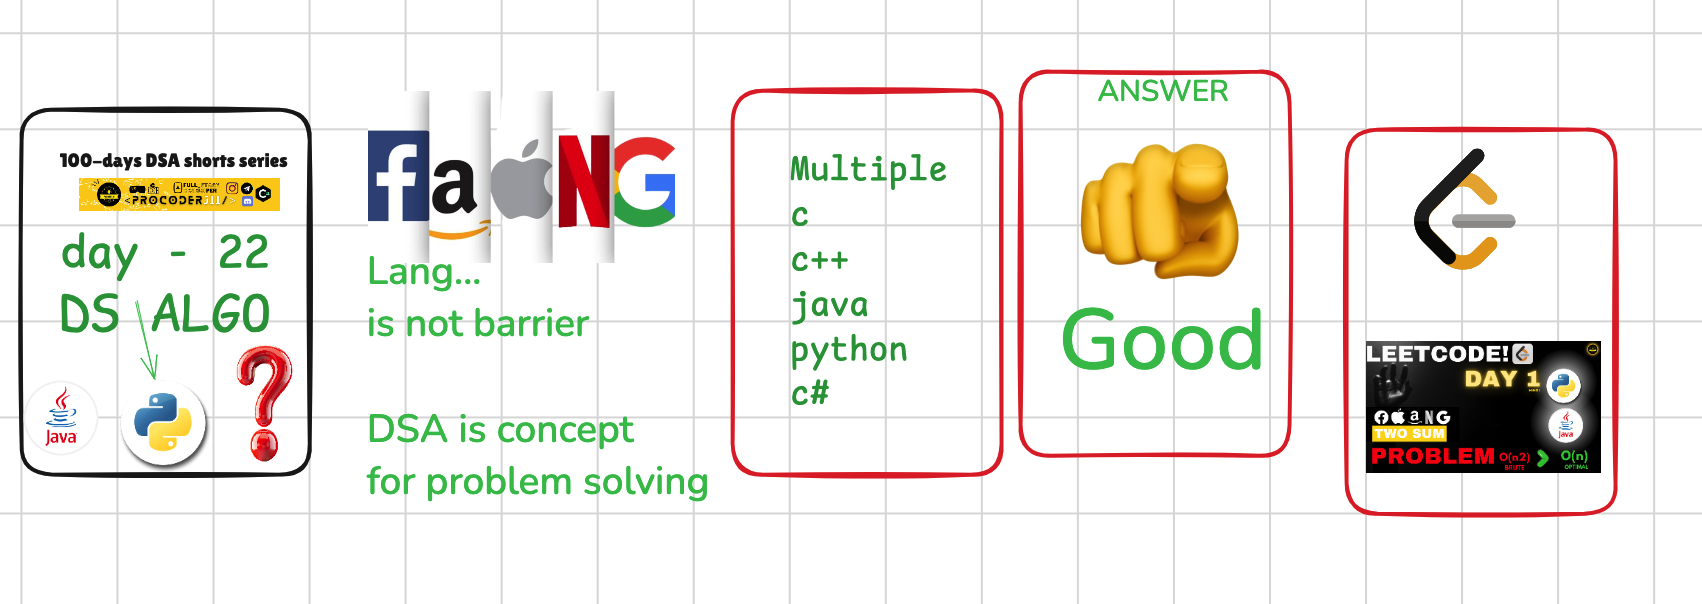 100-days DSA shorts series
<PROCODER
day - 22
DS ALGO
Java
Lang...
is not barrier
DSA is concept
for problem solving
Multiple
c
c++
java
python
c#
ANSWER
Good
LEETCODE!
DAY 1
TWO SUM
Java
PROBLEM O(n2) > O(n)
BRUTE OPTIMAL